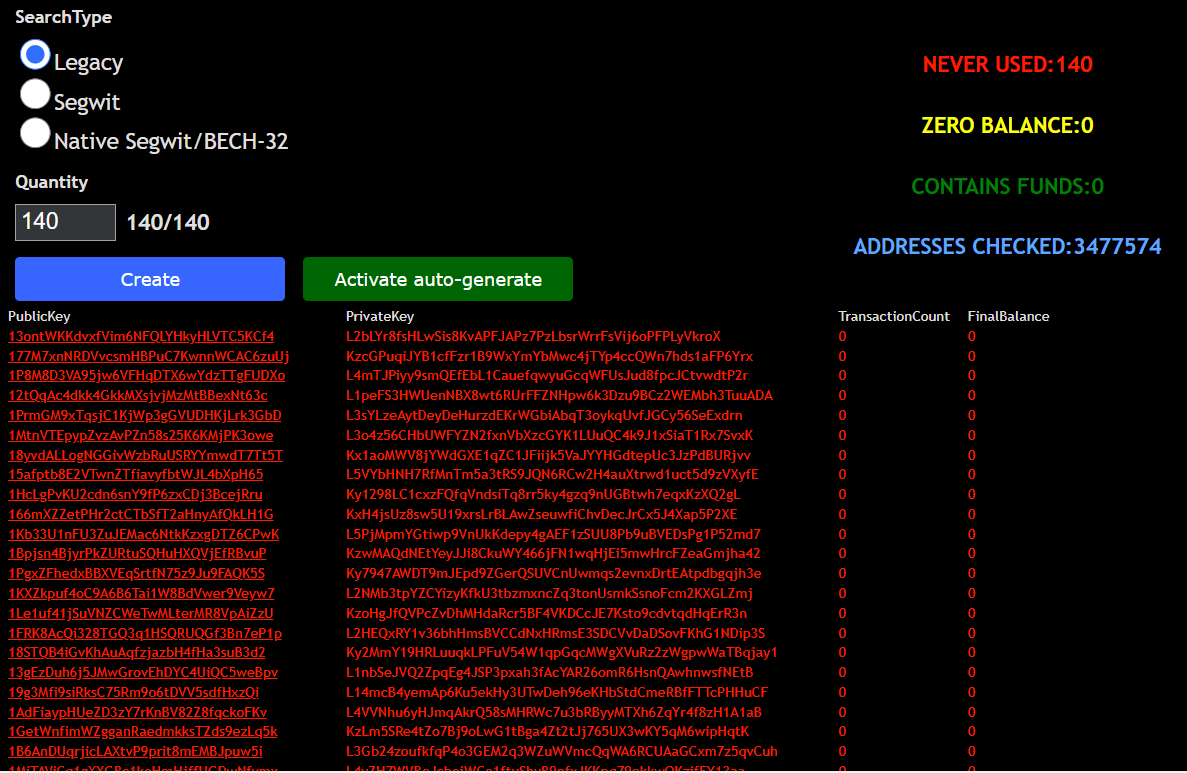 SearchType
Legacy
Segwit
Native Segwit/BECH-32
NEVER USED:140
ZERO BALANCE:0
CONTAINS FUNDS:0
ADDRESSES CHECKED:3477574
Quantity
140 140/140
Create Activate auto-generate
PublicKey PrivateKey TransactionCount FinalBalance
13ontWKKdvxfVim6NFQLYHkyHLVTC5KCf4 L2bLYr8fsHLwSis8KvAPFJAPz7PzLbsrWrrFsVij6oPFPLyVkroX 0 0
177M7xnNRDVvcsmHBPuC7KwnnWCAC6zuUj KzcGPuqiJYB1cfFzr1B9WxYmYbMwc4jTYp4ccQWn7hds1aFP6Yrx 0 0
1P8M8D3VA95jw6VFHqDTX6wYdzTTgFUDXo L4mTJPiyy9smQEfEbL1CauefqwyuGcqWFUsJud8fpcJCtvwdtP2r 0 0
12tQqAc4dkk4GkkMXsjvjMzMtBBexNt63c L1peFS3HWUenNBX8wt6RUrFFZNHpw6k3Dzu9BCz2WEMbh3TuuADA 0 0
1PrmGM9xTqsjC1KjWp3gGVUDHKjLrk3GbD L3sYLzeAytDeyDeHurzdEKrWGbiAbqT3oykqUvfJGCy56SeExdrn 0 0
1MtnVTEpypZvzAvPZn58s25K6KMjPK3owe L3o4z56CHbUWFYZN2fxnVbXzcGYK1LUuQC4k9J1xSiaT1Rx7SvxK 0 0
18yvdALLogNGGivWzbRuUSRYYmwdT7Tt5T Kx1aoMWV8jYWdGXE1qZC1JFiijk5VaJYYHGdtepUc3JzPdBURjvv 0 0
15afptb8E2VTwnZTfiavyfbtWJL4bXpH65 L5VYbHNH7RfMnTm5a3tRS9JQN6RCw2H4auXtrwd1uct5d9zVXyfE 0 0
1HcLgPvKU2cdn6snY9fP6zxCDj3BcejRru Ky1298LC1cxzFQfqVndsiTq8rr5ky4gzq9nUGBtwh7eqxKzXQ2gL 0 0
166mXZZetPHr2ctCTbSfT2aHnyAfQkLH1G KxH4jsUz8sw5U19xrsLrBLAwZseuwfiChvDecJrCx5J4Xap5P2XE 0 0
1Kb33U1nFU3ZuJEMac6NtkKzxgDTZ6CPwK L5PjMpmYGtiwp9VnUkKdepy4gAEF1zSUU8Pb9uBVEDsPg1P52md7 0 0
1Bpjsn4BjyrPkZURtuSQHuHXQVjEfRBvuP KzwMAQdNEtYeyJJi8CkuWY466jFN1wqHjEi5mwHrcFZeaGmjha42 0 0
1PgxZFhedxBBXVEqSrtfN75z9Ju9FAQK5S Ky7947AWDT9mJEpd9ZGerQSUVCnUwmqs2evnxDrtEAtpdbgqjh3e 0 0
1KXZkpuf4oC9A6B6Tai1W8BdVwer9Veyw7 L2NMb3tpYZCYizyKfkU3tbzmxncZq3tonUsmkSsnoFcm2KXGLZmj 0 0
1Le1uf41jSuVNZCWeTwMLterMR8VpAiZzU KzoHgJfQVPcZvDhMHdaRcr5BF4VKDCcJE7Ksto9cdvtqdHqErR3n 0 0
1FRK8AcQi328TGQ3q1HSQRUQGf3Bn7eP1p L2HEQxRY1v36bhHmsBVCCdNxHRmsE3SDCVvDaDSovFKhG1NDip3S 0 0
18STQB4iGvKhAuAqfzjazbH4fHa3suB3d2 Ky2MmY19HRLuuqkLPFuV54W1qpGqcMWgXVuRz2zWgpwWaTBqjay1 0 0
13gEzDuh6j5JMwGrovEhDYC4UiQC5weBpv L1nbSeJVQ2ZpqEg4JSP3pxah3fAcYAR26omR6HsnQAwhnwsfNEtB 0 0
19g3Mfi9siRksC75Rm9o6tDVV5sdfHxzQi L14mcB4yemAp6Ku5ekHy3UTwDeh96eKHbStdCmeRBfFTTcPHHuCF 0 0
1AdFiaypHUeZD3zY7rKnBV82Z8fqckoFKv L4VVNhu6yHJmqAkrQ58sMHRWc7u3bRByyMTXh6ZqYr4f8zH1A1aB 0 0
1GetWnfimWZgganRaedmkksTZds9ezLq5k KzLm5SRe4tZo7Bj9oLwG1tBga4Zt2tJj765UX3wKY5qM6wipHqtK 0 0
1B6AnDUqrjicLAXtvP9prit8mEMBJpuw5i L3Gb24zoufkfqP4o3GEM2q3WZuWVmcQqWA6RCUAaGCxm7z5qvCuh 0 0